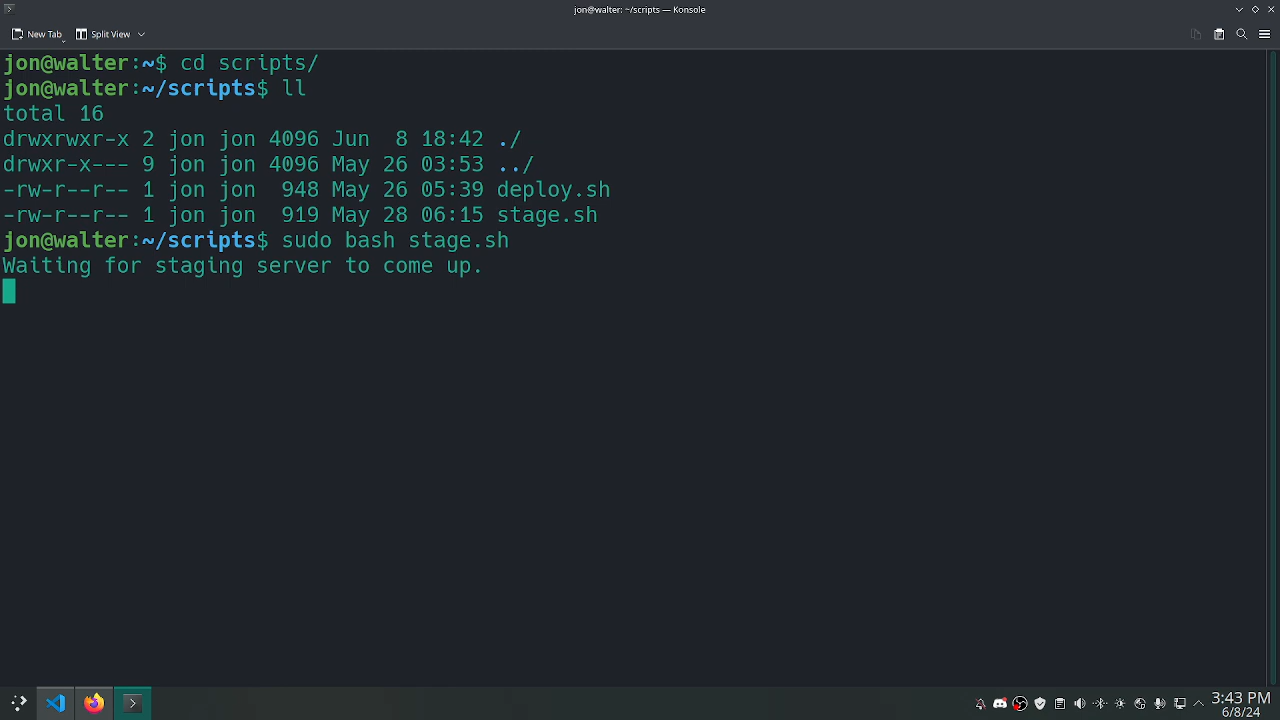 jon@walter: ~/scripts — Konsole
New Tab Split View
jon@walter:~$ cd scripts/
jon@walter:~/scripts$ ll
total 16
drwxrwxr-x 2 jon jon 4096 Jun  8 18:42 ./
drwxr-x--- 9 jon jon 4096 May 26 03:53 ../
-rw-r--r-- 1 jon jon  948 May 26 05:39 deploy.sh
-rw-r--r-- 1 jon jon  919 May 28 06:15 stage.sh
jon@walter:~/scripts$ sudo bash stage.sh
Waiting for staging server to come up.
3:43 PM
6/8/24